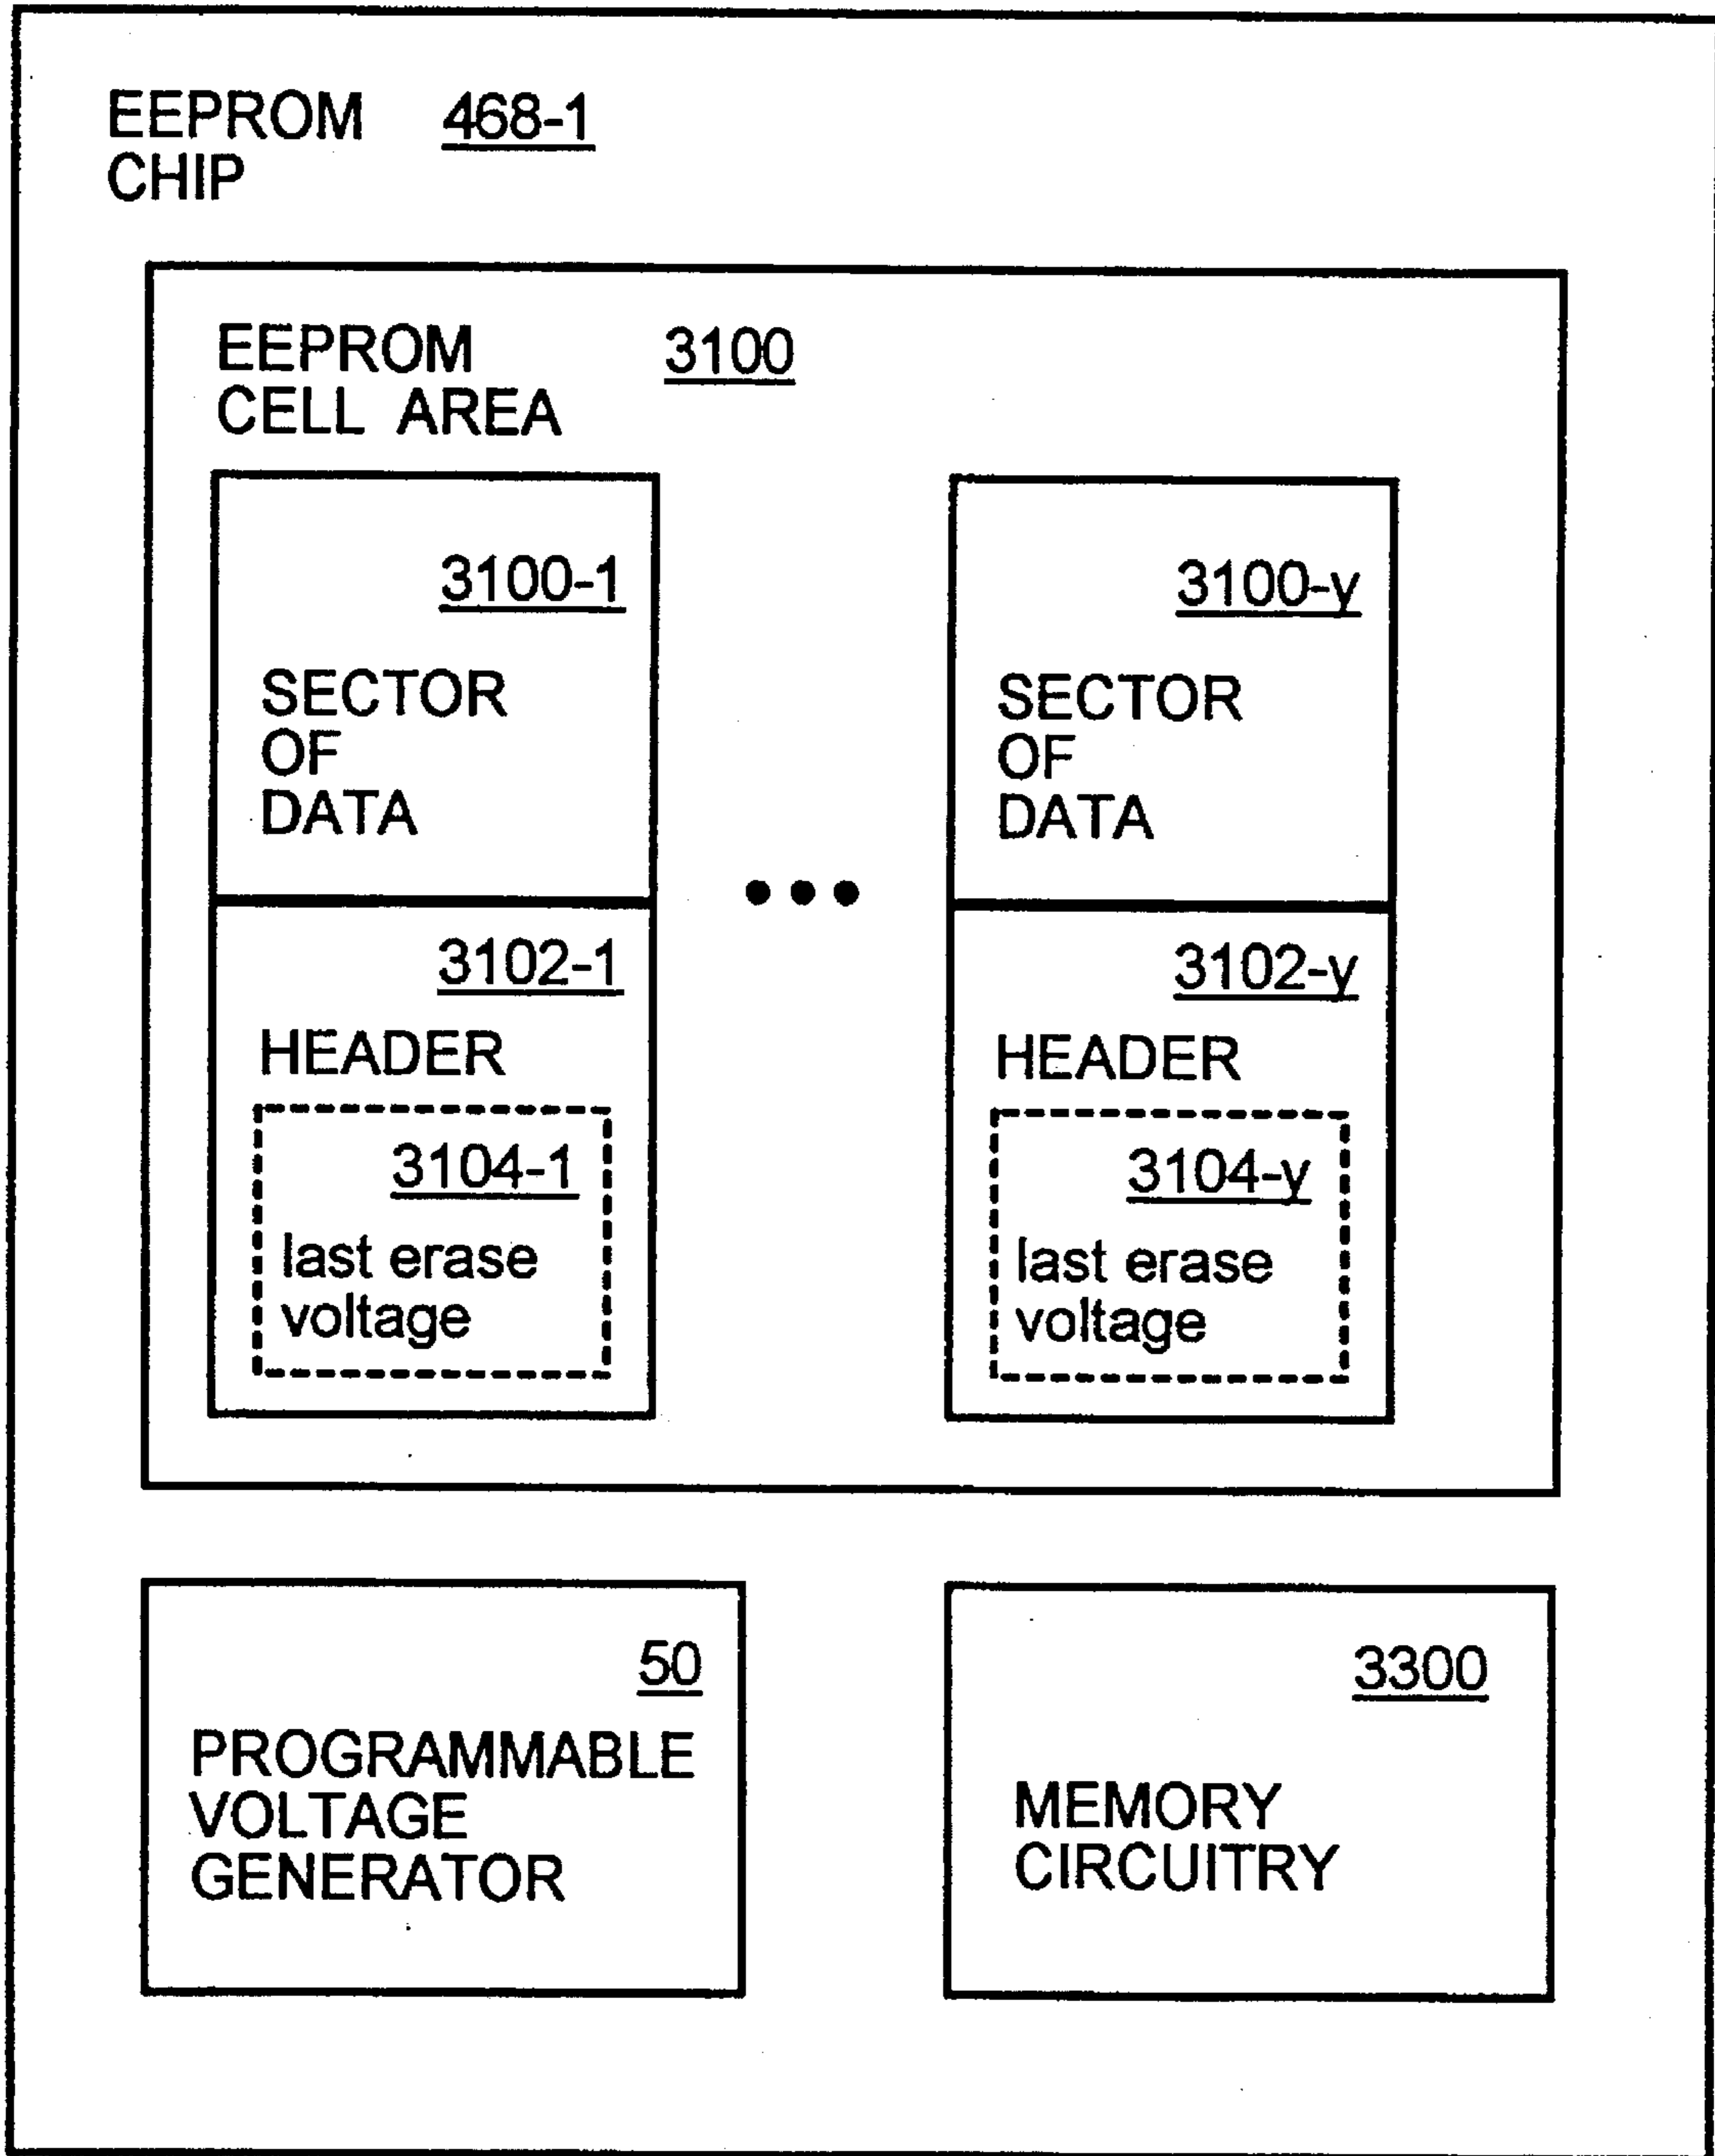 EEPROM 468-1
CHIP
EEPROM 3100
CELL AREA
3100-1
SECTOR
OF
DATA
3102-1
HEADER
3104-1
last erase
voltage
...
3100-y
SECTOR
OF
DATA
3102-y
HEADER
3104-y
last erase
voltage
50
PROGRAMMABLE
VOLTAGE
GENERATOR
3300
MEMORY
CIRCUITRY